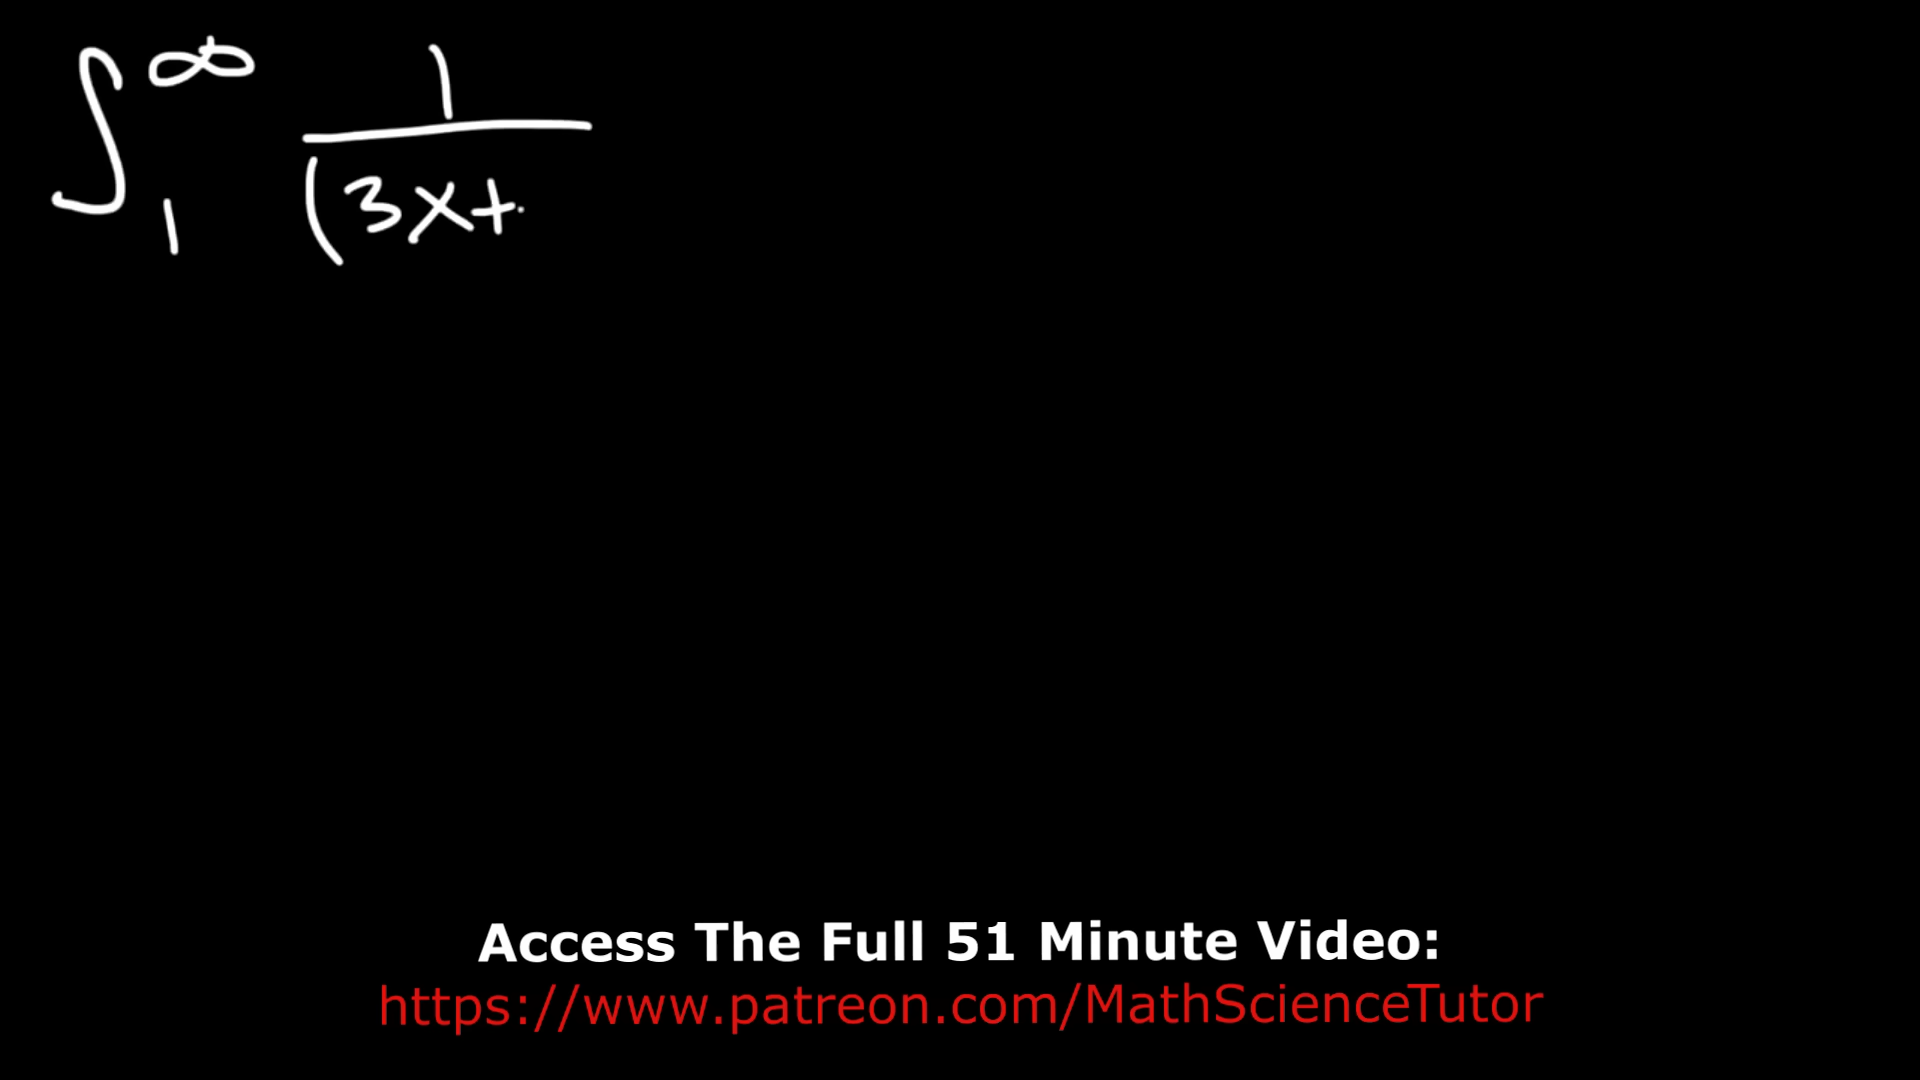 ∫₁^∞ 1/(3x+
Access The Full 51 Minute Video:
https://www.patreon.com/MathScienceTutor